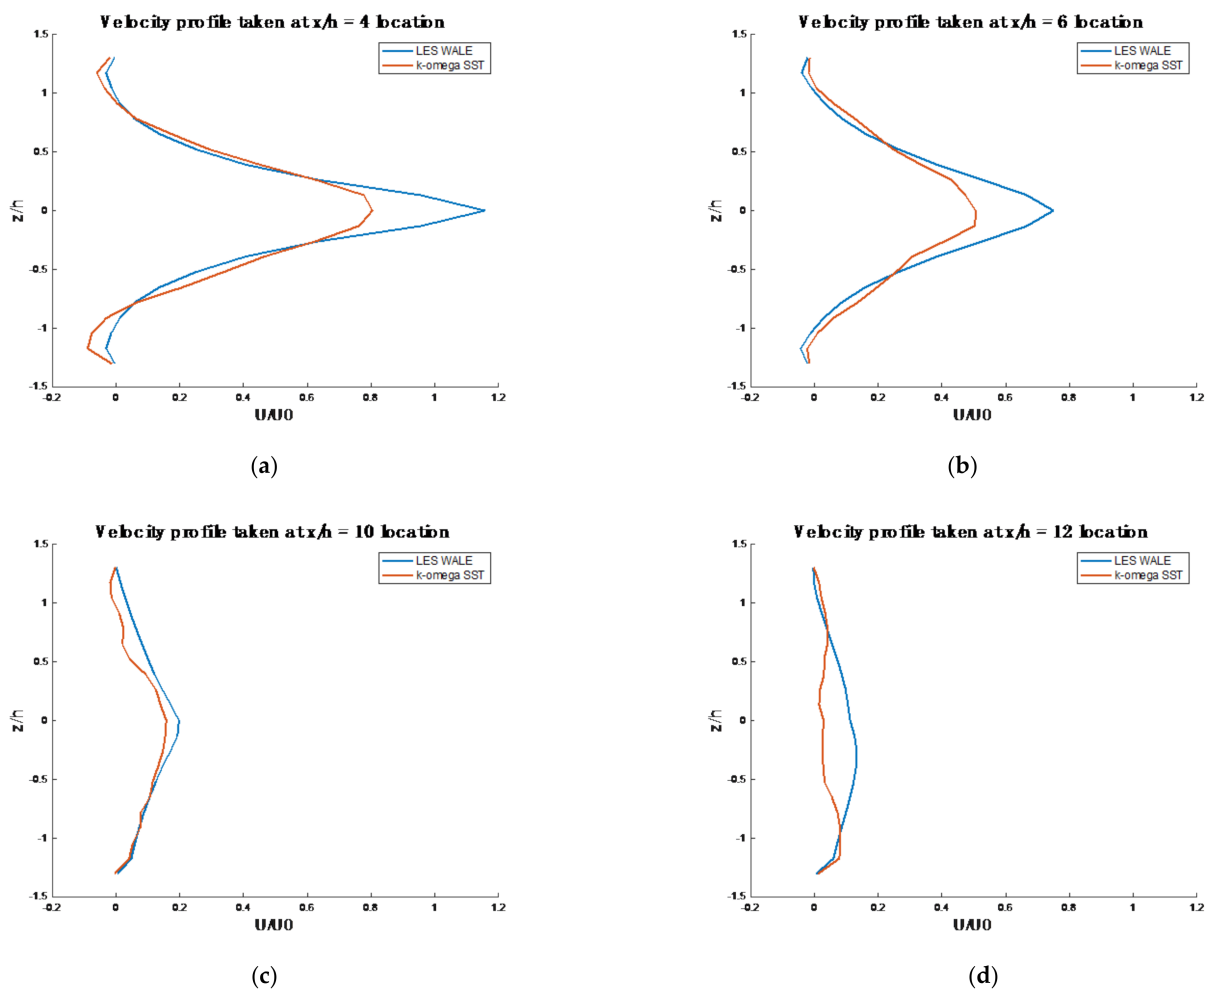 Velocity profile taken at x/h = 4 location
1.5
1
0.5
0
-0.5
-1
-1.5
z/h
-0.2 0 0.2 0.4 0.6 0.8 1 1.2
U/U0
LES WALE
k-omega SST
(a)
Velocity profile taken at x/h = 6 location
1.5
1
0.5
0
-0.5
-1
-1.5
z/h
-0.2 0 0.2 0.4 0.6 0.8 1 1.2
U/U0
LES WALE
k-omega SST
(b)
Velocity profile taken at x/h = 10 location
1.5
1
0.5
0
-0.5
-1
-1.5
z/h
-0.2 0 0.2 0.4 0.6 0.8 1 1.2
U/U0
LES WALE
k-omega SST
(c)
Velocity profile taken at x/h = 12 location
1.5
1
0.5
0
-0.5
-1
-1.5
z/h
-0.2 0 0.2 0.4 0.6 0.8 1 1.2
U/U0
LES WALE
k-omega SST
(d)